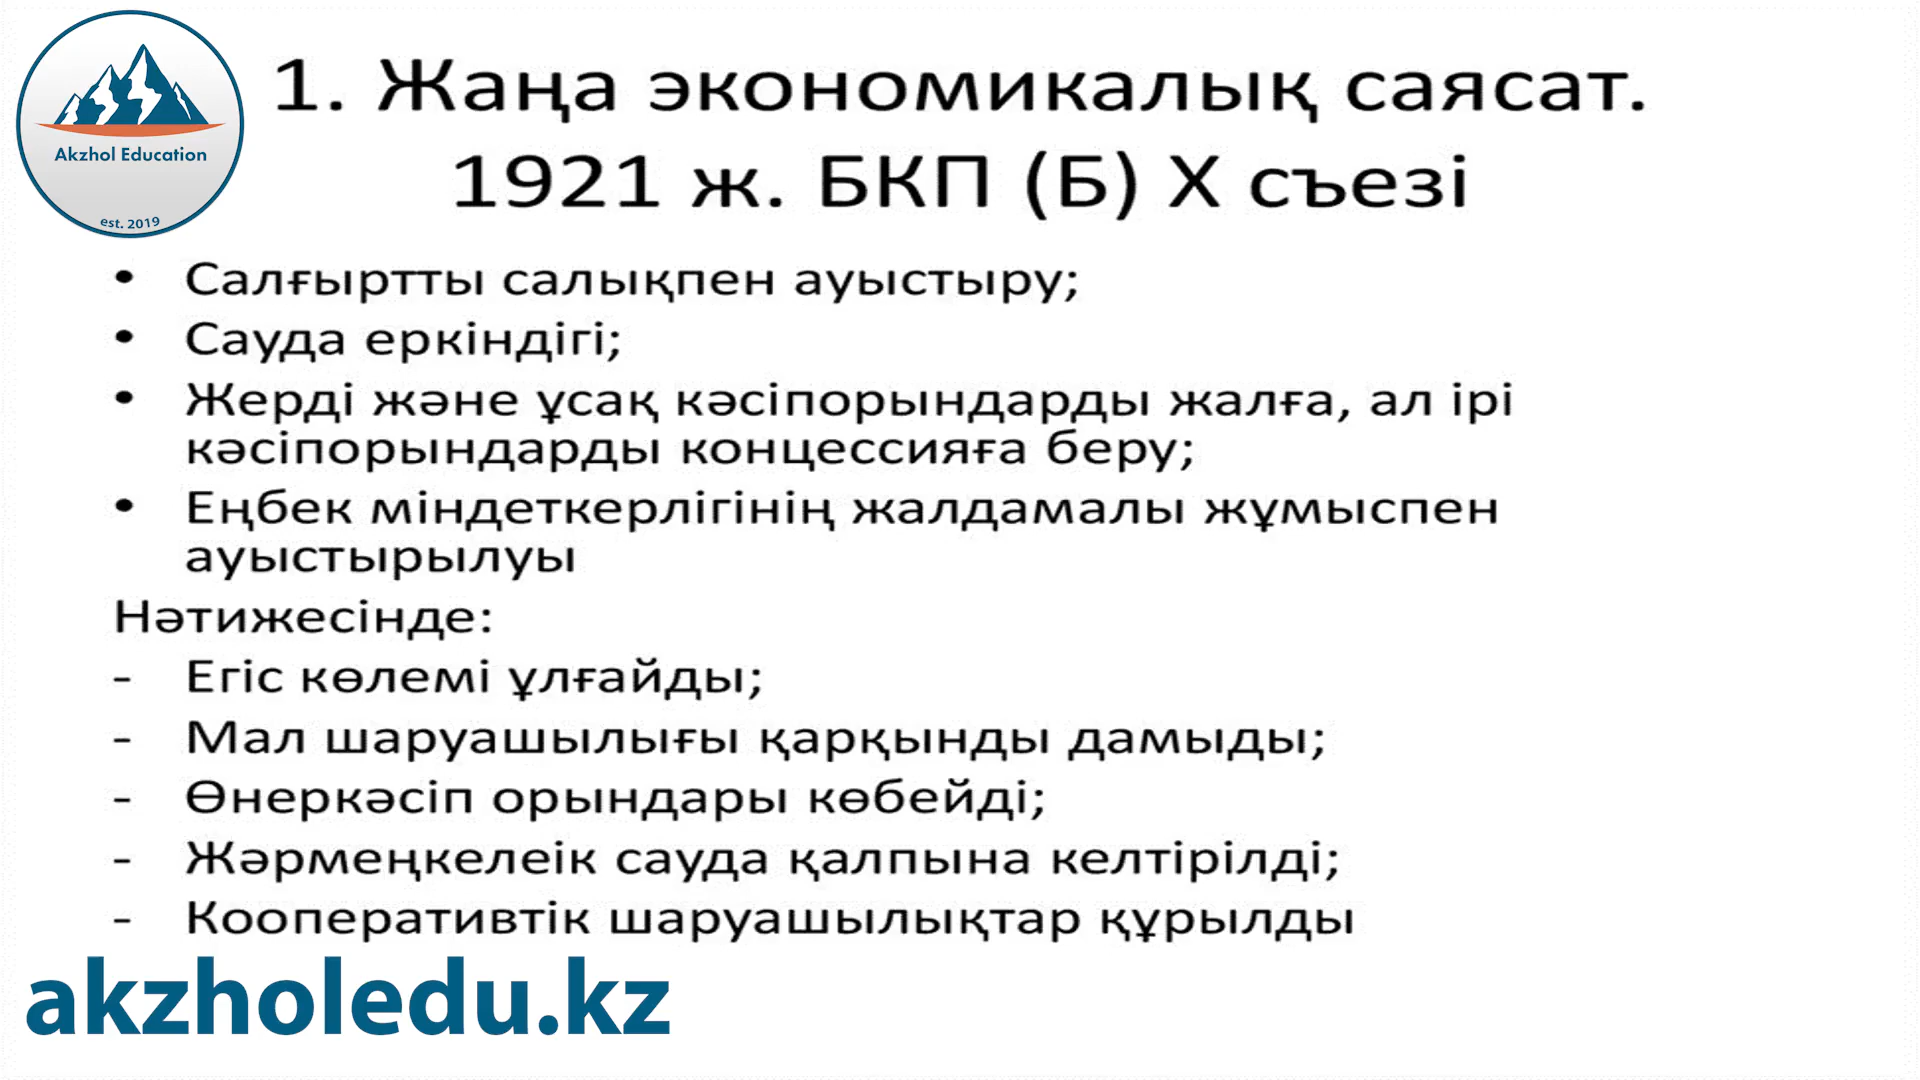 Akzhol Education
est. 2019
1. Жаңа экономикалық саясат.
1921 ж. БКП (Б) X съезі
• Салғыртты салықпен ауыстыру;
• Сауда еркіндігі;
• Жерді және ұсақ кәсіпорындарды жалға, ал ірі
кәсіпорындарды концессияға беру;
• Еңбек міндеткерлігінің жалдамалы жұмыспен
ауыстырылуы
Нәтижесінде:
- Егіс көлемі ұлғайды;
- Мал шаруашылығы қарқынды дамыды;
- Өнеркәсіп орындары көбейді;
- Жәрмеңкелеік сауда қалпына келтірілді;
- Кооперативтік шаруашылықтар құрылды
akzholedu.kz